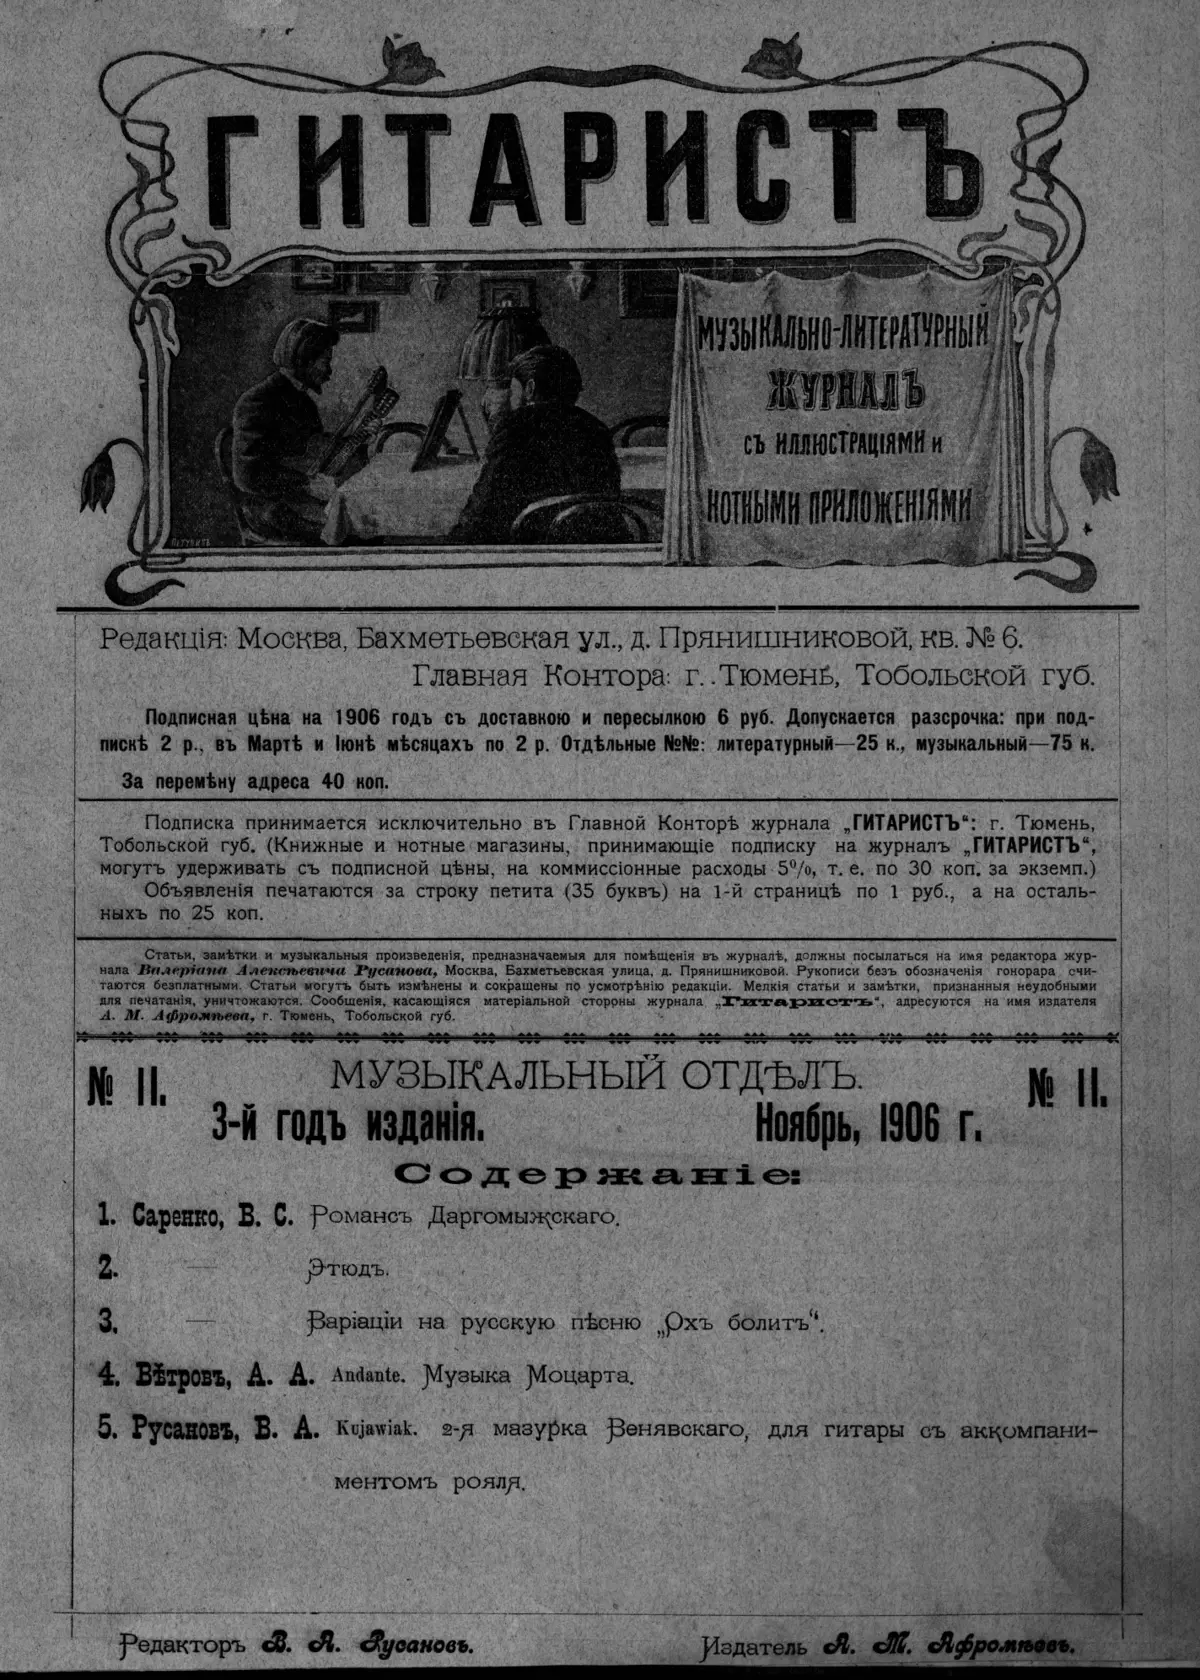 ГИТАРИСТЪ
МУЗЫКАЛЬНО-ЛИТЕРАТУРНЫЙ
ЖУРНАЛЪ
СЪ ИЛЛЮСТРАЦІЯМИ И
НОТНЫМИ ПРИЛОЖЕНІЯМИ
Редакція: Москва, Бахметьевская ул., д. Прянишниковой, кв. № 6.
Главная Контора: г. Тюмень, Тобольской губ.
Подписная цѣна на 1906 годъ съ доставкою и пересылкою 6 руб. Допускается разсрочка: при под-
пискѣ 2 р., въ Мартѣ и Іюнѣ мѣсяцахъ по 2 р. Отдѣльные №№: литературный—25 к., музыкальный—75 к.
За перемѣну адреса 40 коп.
Подписка принимается исключительно въ Главной Конторѣ журнала „ГИТАРИСТЪ“: г. Тюмень,
Тобольской губ. (Книжные и нотные магазины, принимающіе подписку на журналъ „ГИТАРИСТЪ“,
могутъ удерживать съ подписной цѣны, на коммиссіонные расходы 5%, т. е. по 30 коп. за экземп.)
Объявленія печатаются за строку петита (35 буквъ) на 1-й страницѣ по 1 руб., а на осталь-
ныхъ по 25 коп.
Статьи, замѣтки и музыкальныя произведенія, предназначаемыя для помѣщенія въ журналѣ, должны посылаться на имя редактора жур-
нала Валеріана Алексѣевича Русанова, Москва, Бахметьевская улица, д. Прянишниковой. Рукописи безъ обозначенія гонорара счи-
таются безплатными. Статьи могутъ быть измѣнены и сокращены по усмотрѣнію редакціи. Мелкія статьи и замѣтки, признанныя неудобными
для печатанія, уничтожаются. Сообщенія, касающіяся матеріальной стороны журнала „Гитаристъ“, адресуются на имя издателя
А. М. Афромѣева, г. Тюмень, Тобольской губ.
№ 11. МУЗЫКАЛЬНЫЙ ОТДѢЛЪ. № 11.
3-й годъ изданія. Ноябрь, 1906 г.
Содержаніе:
1. Саренко, В. С. Романсъ Даргомыжскаго.
2. — Этюдъ.
3. — Варіаціи на русскую пѣсню „Охъ болитъ“.
4. Вѣтровъ, А. А. Andante. Музыка Моцарта.
5. Русановъ, В. А. Kujawiak. 2-я мазурка Венявскаго, для гитары съ аккомпани-
ментомъ рояля.
Редакторъ В. А. Русановъ. Издатель А. М. Афромѣевъ.